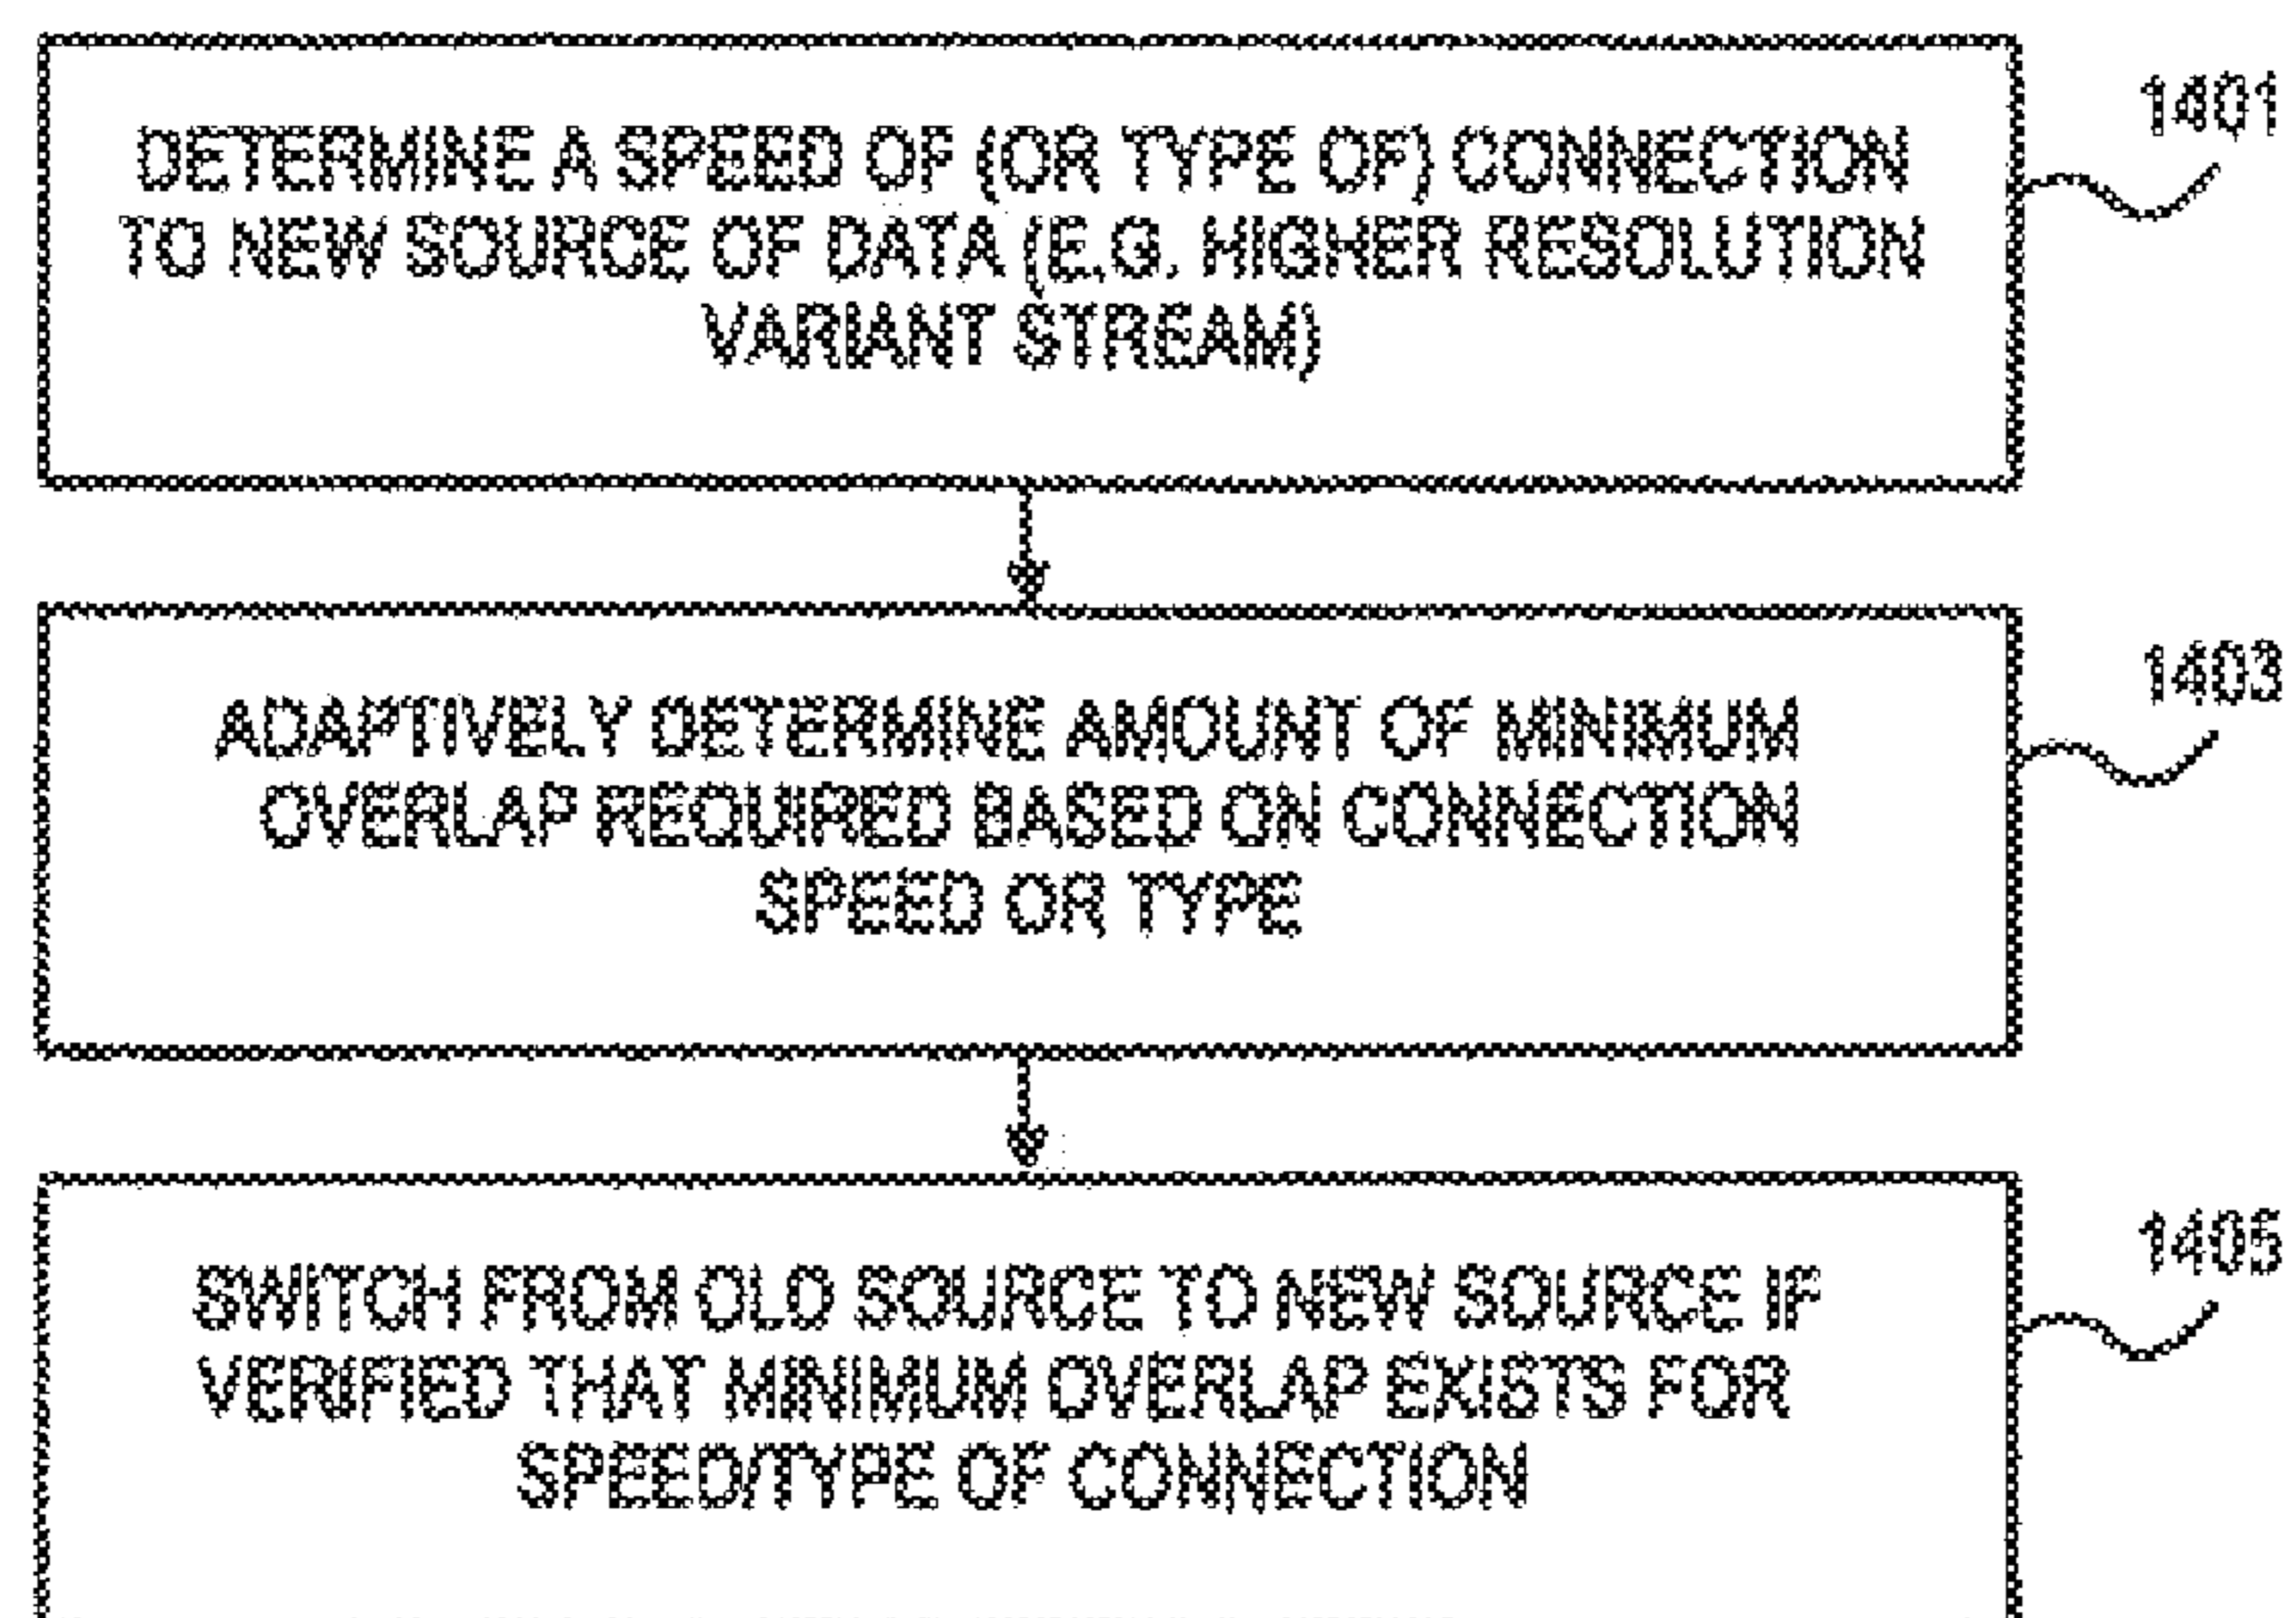 DETERMINE A SPEED OF (OR TYPE OF) CONNECTION
TO NEW SOURCE OF DATA (E.G. HIGHER RESOLUTION
VARIANT STREAM)
1401
ADAPTIVELY DETERMINE AMOUNT OF MINIMUM
OVERLAP REQUIRED BASED ON CONNECTION
SPEED OR TYPE
1403
SWITCH FROM OLD SOURCE TO NEW SOURCE IF
VERIFIED THAT MINIMUM OVERLAP EXISTS FOR
SPEED/TYPE OF CONNECTION
1405